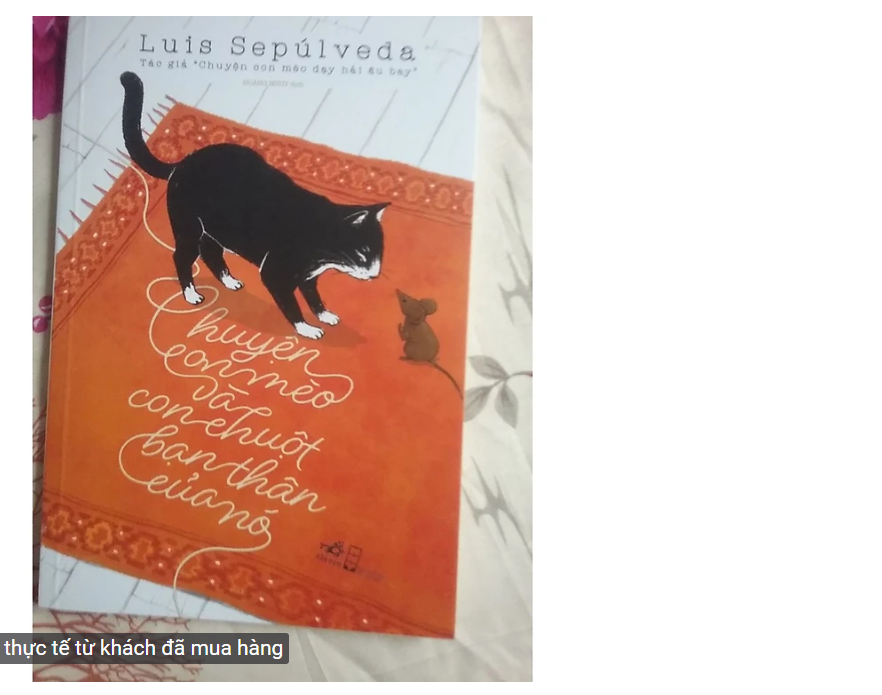 Luis Sepúlveda
Tác giả "Chuyện con mèo dạy hải âu bay"
Chuyện
con mèo
và
con chuột
bạn thân
của nó
thực tế từ khách đã mua hàng